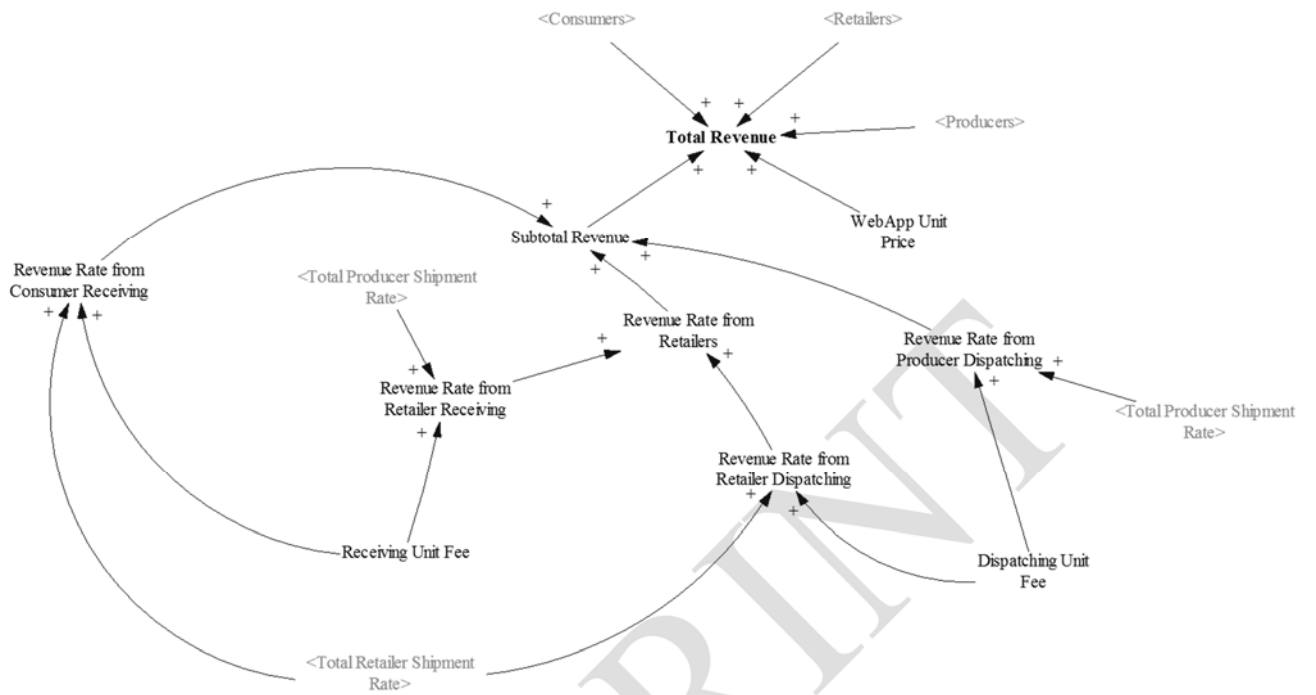 <Consumers>
<Retailers>
<Producers>
Total Revenue
WebApp Unit
Price
Subtotal Revenue
Revenue Rate from
Consumer Receiving
<Total Producer Shipment
Rate>
Revenue Rate from
Retailers
Revenue Rate from
Producer Dispatching
Revenue Rate from
Retailer Receiving
<Total Producer Shipment
Rate>
Revenue Rate from
Retailer Dispatching
Receiving Unit Fee
Dispatching Unit
Fee
<Total Retailer Shipment
Rate>
RINT